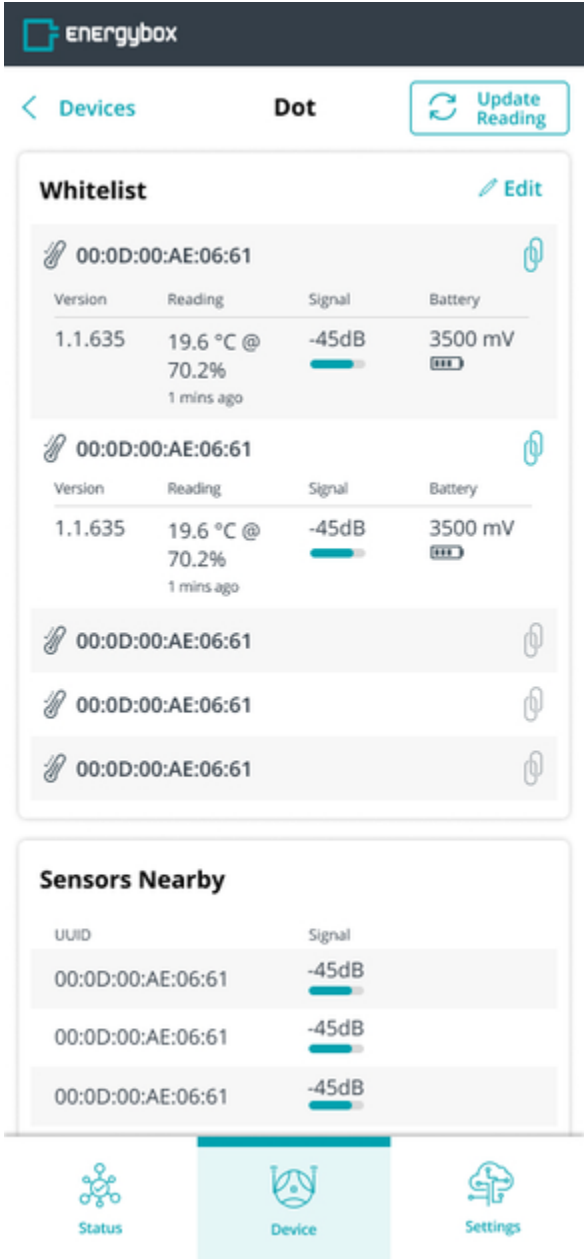 energybox
Devices
Dot
Update
Reading
Whitelist
Edit
00:0D:00:AE:06:61
Version Reading Signal Battery
1.1.635 19.6 °C @ -45dB 3500 mV
70.2%
1 mins ago
00:0D:00:AE:06:61
Version Reading Signal Battery
1.1.635 19.6 °C @ -45dB 3500 mV
70.2%
1 mins ago
00:0D:00:AE:06:61
00:0D:00:AE:06:61
00:0D:00:AE:06:61
Sensors Nearby
UUID Signal
00:0D:00:AE:06:61 -45dB
00:0D:00:AE:06:61 -45dB
00:0D:00:AE:06:61 -45dB
Status Device Settings